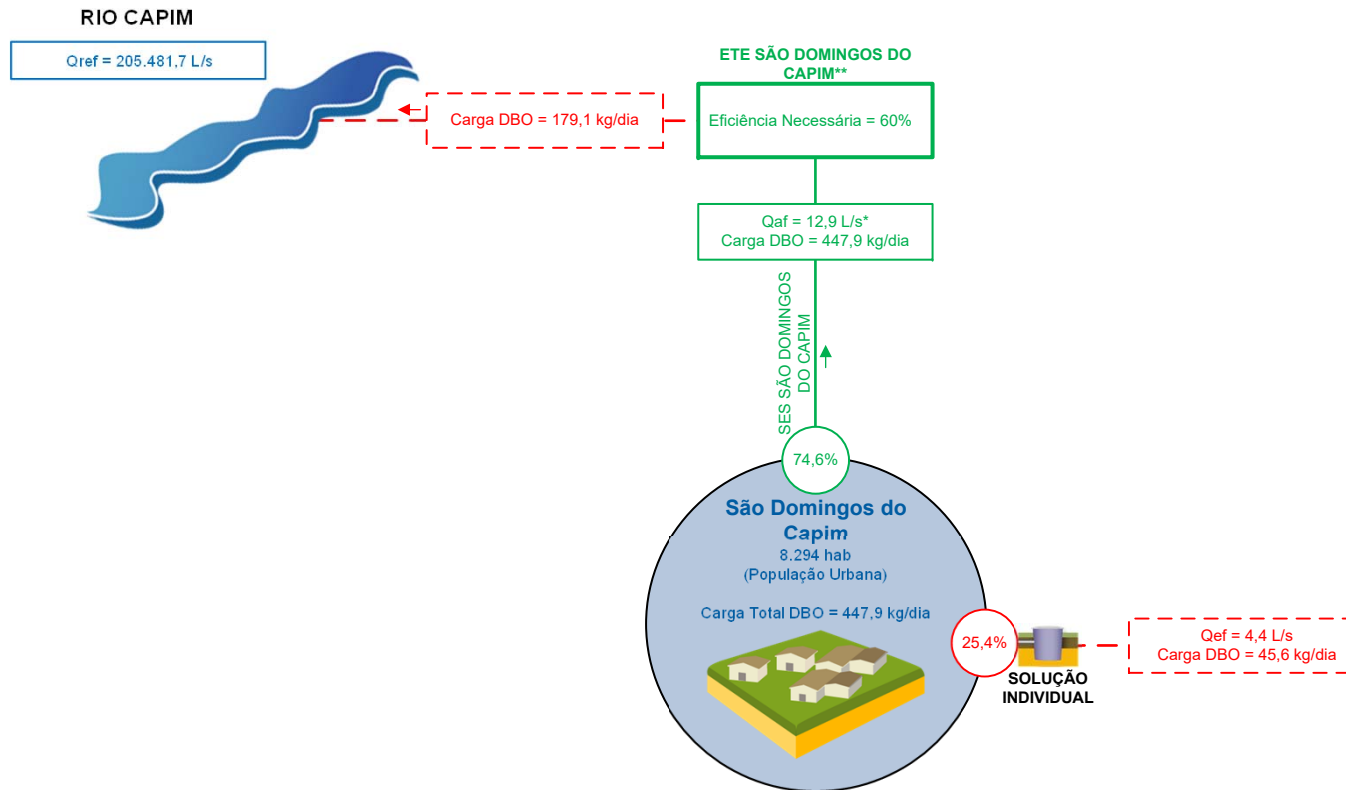 RIO CAPIM
Qref = 205.481,7 L/s
ETE SÃO DOMINGOS DO
CAPIM**
Eficiência Necessária = 60%
Carga DBO = 179,1 kg/dia
Qaf = 12,9 L/s*
Carga DBO = 447,9 kg/dia
SES SÃO DOMINGOS
DO CAPIM
74,6%
São Domingos do
Capim
8.294 hab
(População Urbana)
Carga Total DBO = 447,9 kg/dia
25,4%
SOLUÇÃO
INDIVIDUAL
Qef = 4,4 L/s
Carga DBO = 45,6 kg/dia